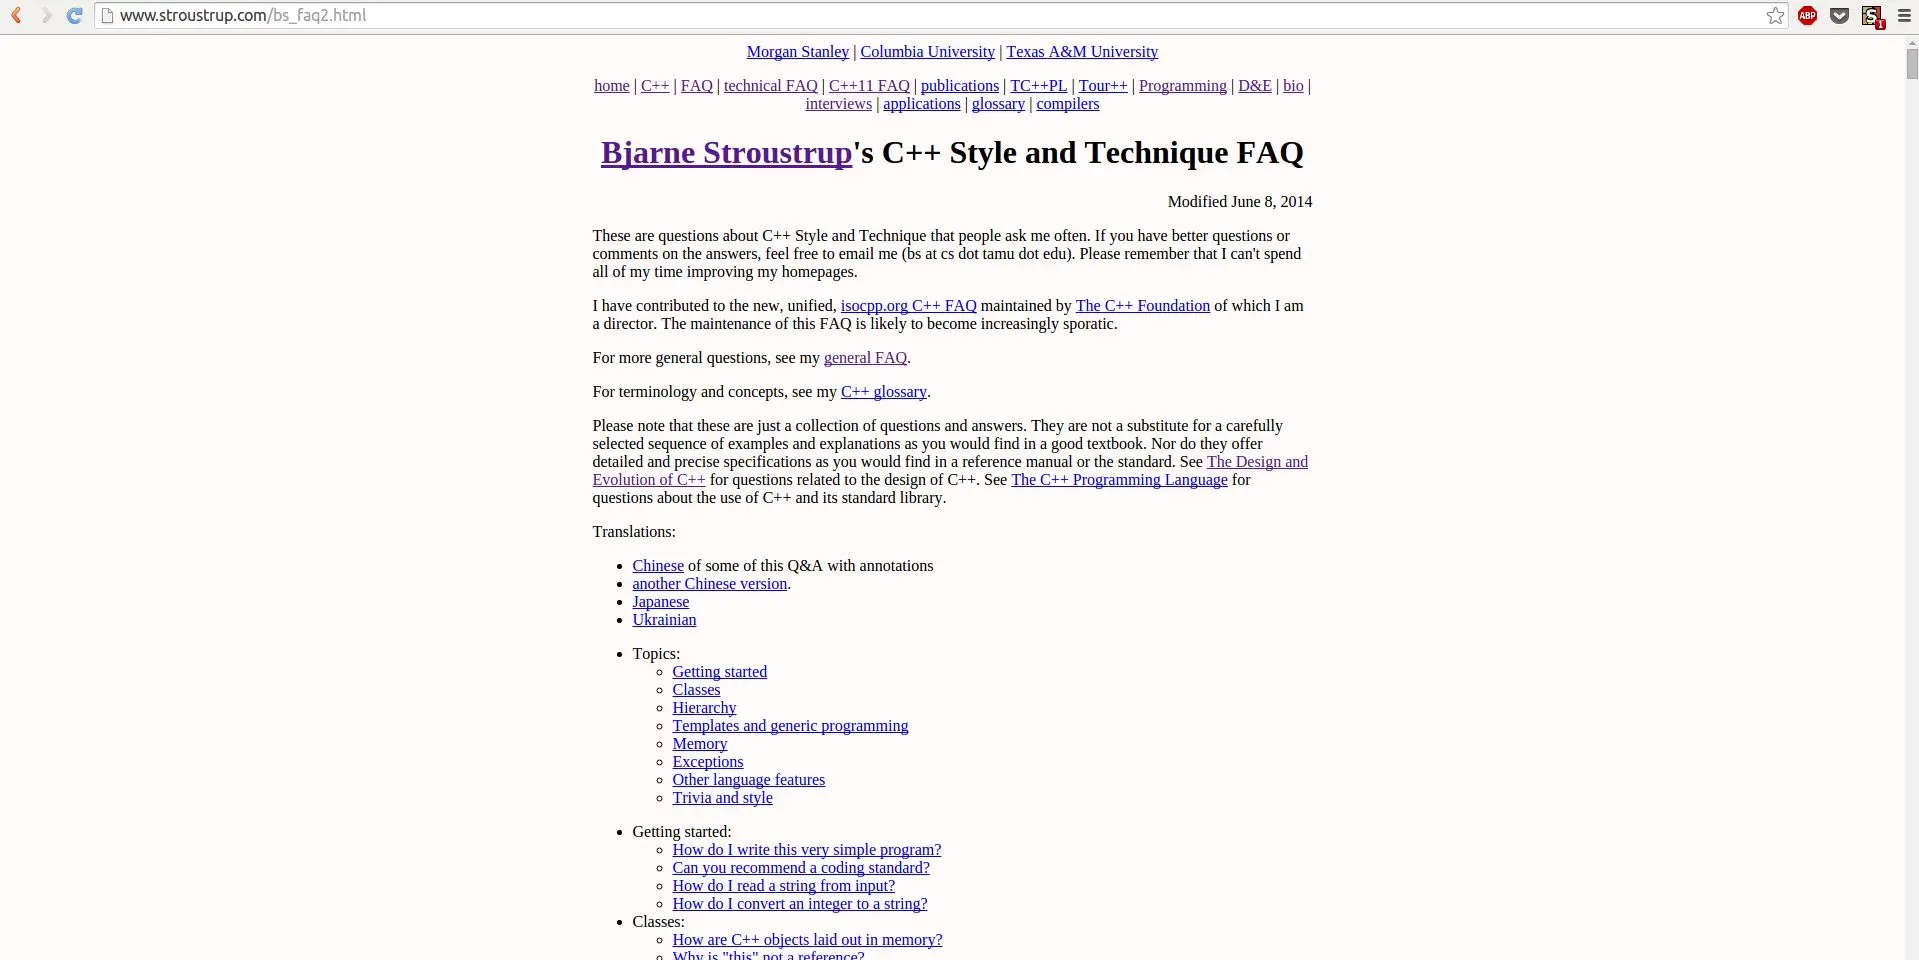 www.stroustrup.com/bs_faq2.html
ABP
S
1
Morgan Stanley | Columbia University | Texas A&M University
home | C++ | FAQ | technical FAQ | C++11 FAQ | publications | TC++PL | Tour++ | Programming | D&E | bio |
interviews | applications | glossary | compilers
Bjarne Stroustrup's C++ Style and Technique FAQ
Modified June 8, 2014
These are questions about C++ Style and Technique that people ask me often. If you have better questions or
comments on the answers, feel free to email me (bs at cs dot tamu dot edu). Please remember that I can't spend
all of my time improving my homepages.
I have contributed to the new, unified, isocpp.org C++ FAQ maintained by The C++ Foundation of which I am
a director. The maintenance of this FAQ is likely to become increasingly sporatic.
For more general questions, see my general FAQ.
For terminology and concepts, see my C++ glossary.
Please note that these are just a collection of questions and answers. They are not a substitute for a carefully
selected sequence of examples and explanations as you would find in a good textbook. Nor do they offer
detailed and precise specifications as you would find in a reference manual or the standard. See The Design and
Evolution of C++ for questions related to the design of C++. See The C++ Programming Language for
questions about the use of C++ and its standard library.
Translations:
Chinese of some of this Q&A with annotations
another Chinese version.
Japanese
Ukrainian
Topics:
Getting started
Classes
Hierarchy
Templates and generic programming
Memory
Exceptions
Other language features
Trivia and style
Getting started:
How do I write this very simple program?
Can you recommend a coding standard?
How do I read a string from input?
How do I convert an integer to a string?
Classes:
How are C++ objects laid out in memory?
Why is "this" not a reference?